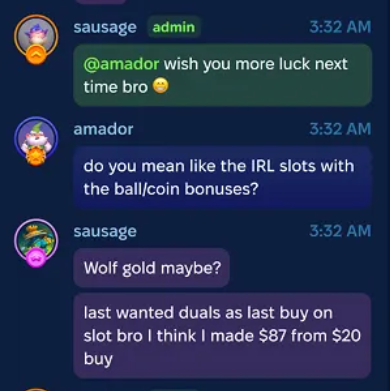 sausage admin 3:32 AM
@amador wish you more luck next
time bro 😁
amador 3:32 AM
do you mean like the IRL slots with
the ball/coin bonuses?
sausage 3:32 AM
Wolf gold maybe?
last wanted duals as last buy on
slot bro I think I made $87 from $20
buy